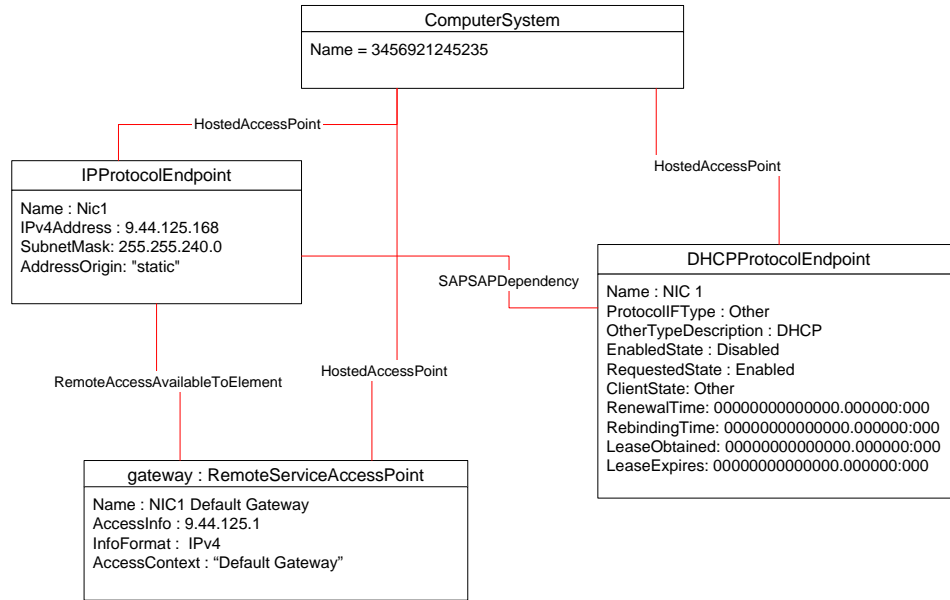 ComputerSystem
Name = 3456921245235
HostedAccessPoint
HostedAccessPoint
IPProtocolEndpoint
Name : Nic1
IPv4Address : 9.44.125.168
SubnetMask: 255.255.240.0
AddressOrigin: "static"
SAPSAPDependency
DHCPProtocolEndpoint
Name : NIC 1
ProtocolIFType : Other
OtherTypeDescription : DHCP
EnabledState : Disabled
RequestedState : Enabled
ClientState: Other
RenewalTime: 00000000000000.000000:000
RebindingTime: 00000000000000.000000:000
LeaseObtained: 00000000000000.000000:000
LeaseExpires: 00000000000000.000000:000
RemoteAccessAvailableToElement
HostedAccessPoint
gateway : RemoteServiceAccessPoint
Name : NIC1 Default Gateway
AccessInfo : 9.44.125.1
InfoFormat :  IPv4
AccessContext : “Default Gateway”